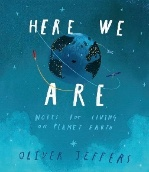 HERE WE
ARE
NOTES FOR LIVING
ON PLANET EARTH
OLIVER JEFFERS